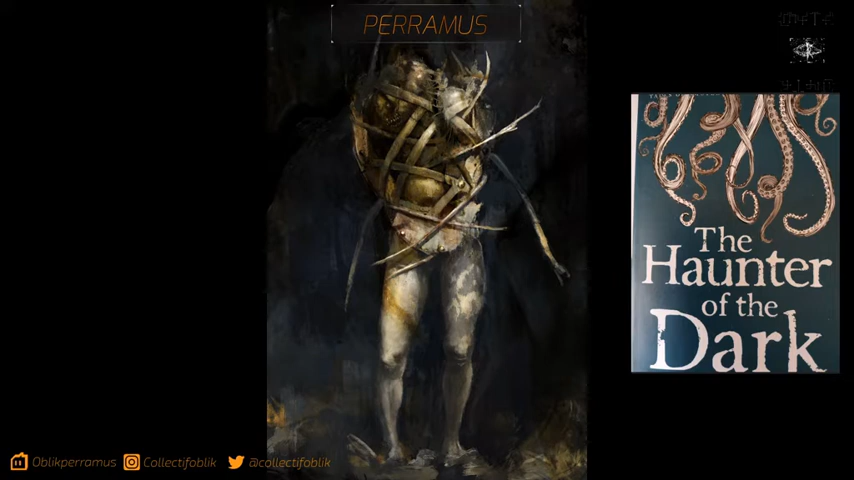 PERRAMUS
The
Haunter
of the
Dark
Oblikperramus Collectifoblik @collectifoblik